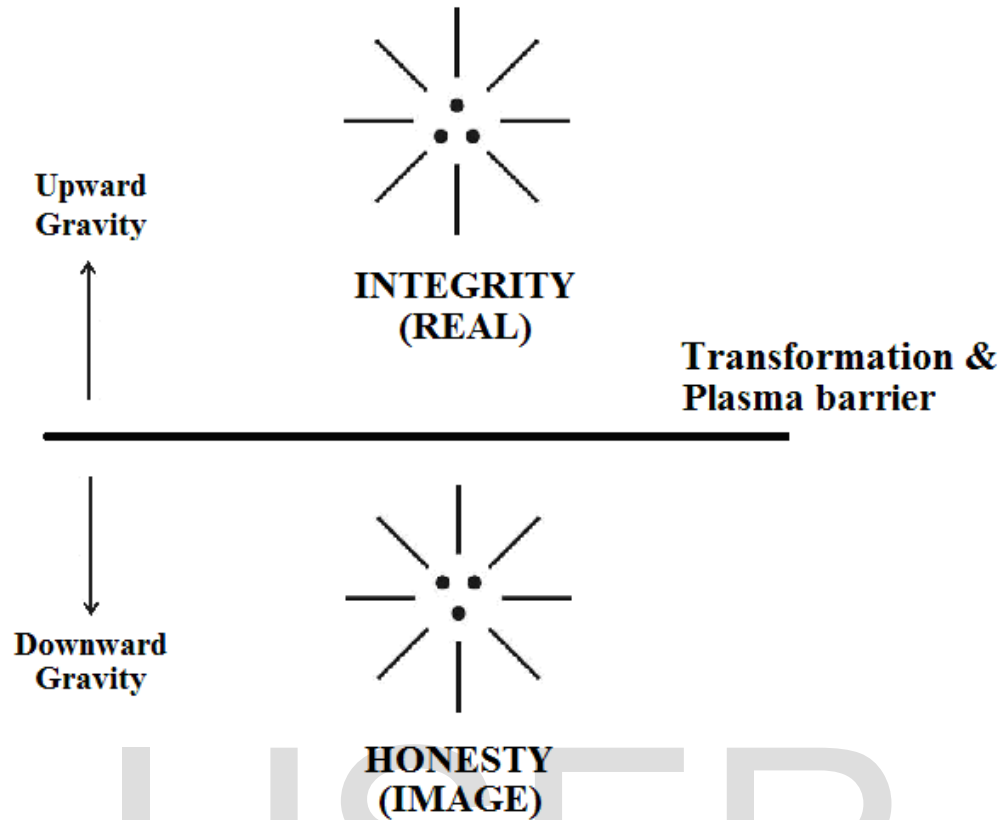 Upward
Gravity
INTEGRITY
(REAL)
Transformation &
Plasma barrier
Downward
Gravity
HONESTY
(IMAGE)